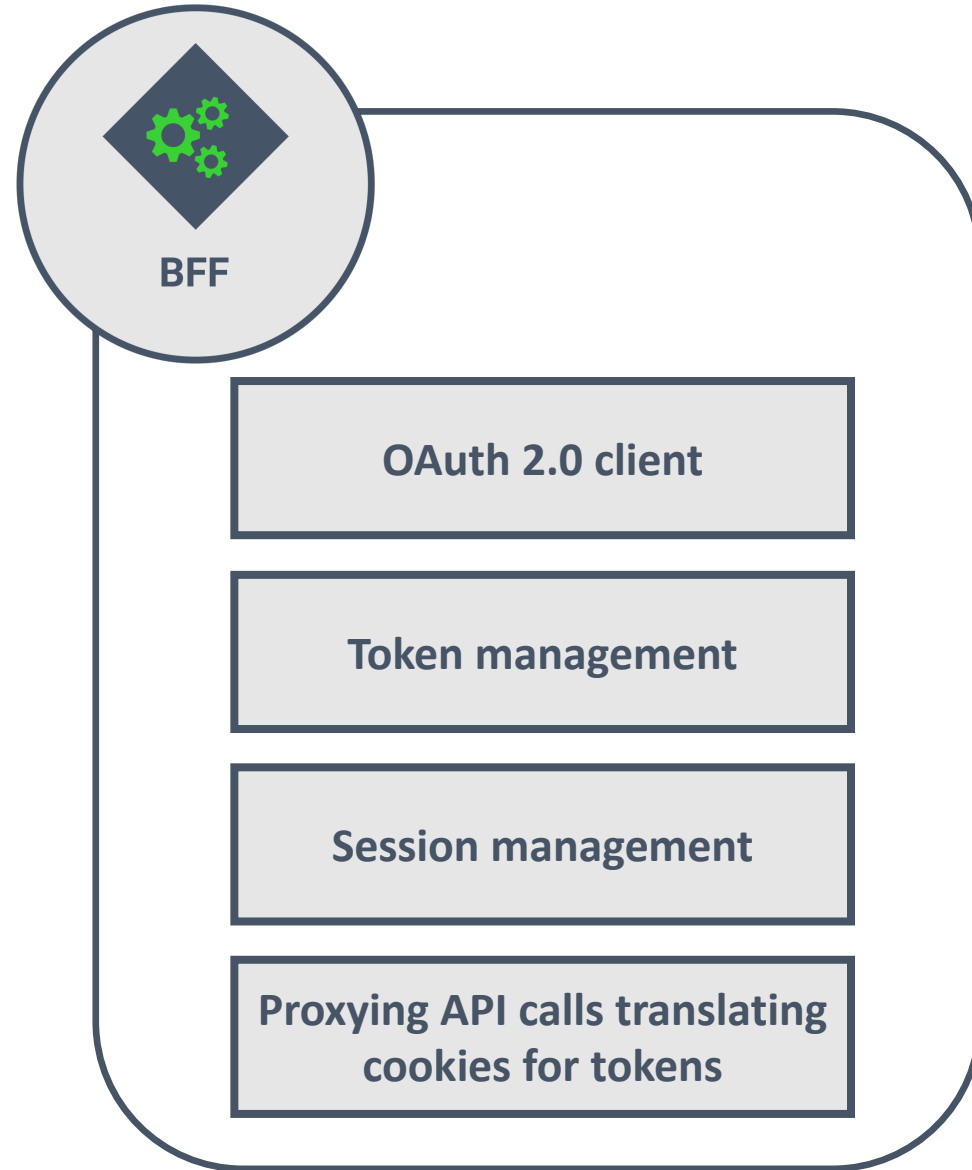 BFF
OAuth 2.0 client
Token management
Session management
Proxying API calls translating
cookies for tokens